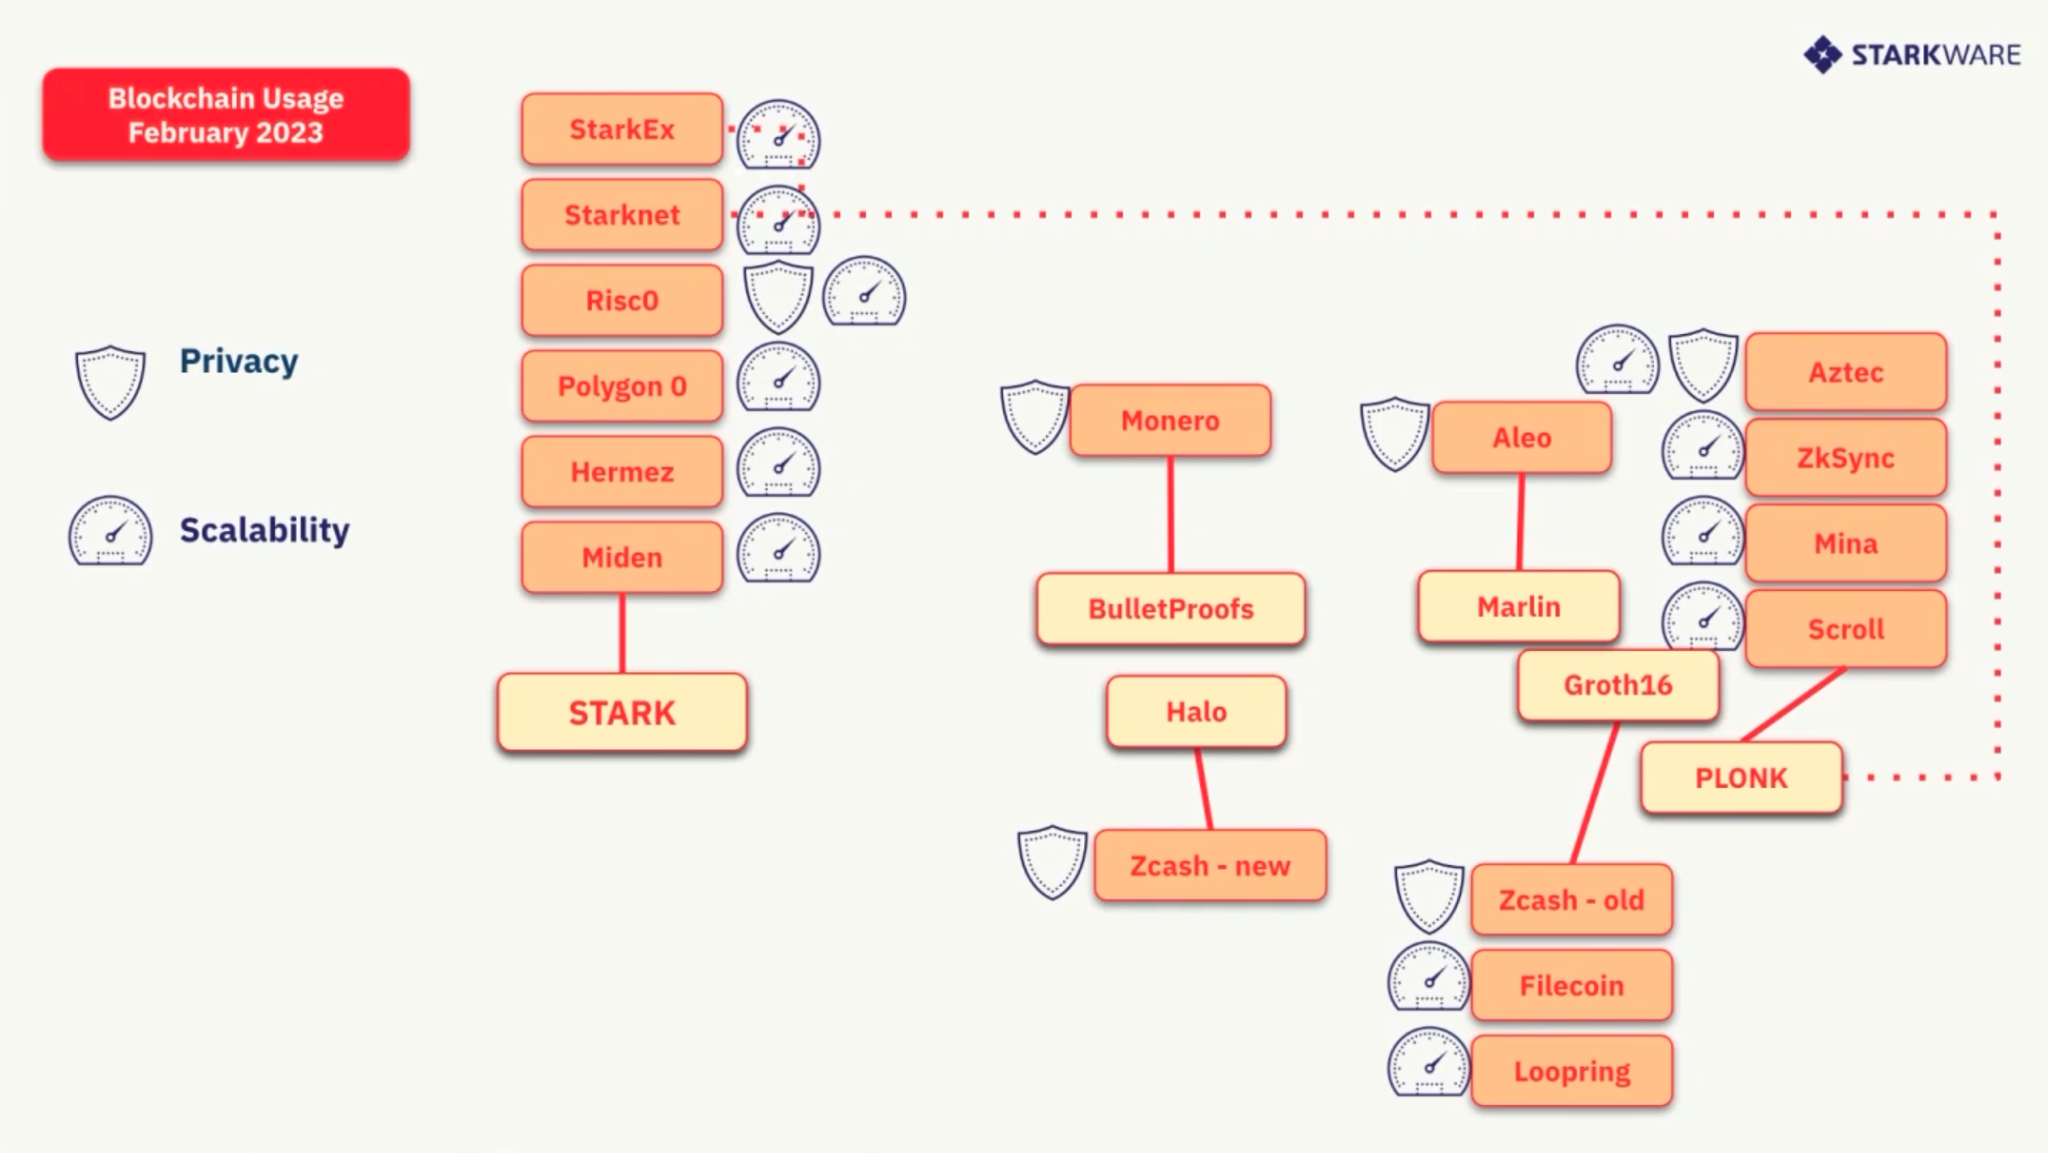 STARKWARE
Blockchain Usage
February 2023
Privacy
Scalability
StarkEx
Starknet
Risc0
Polygon 0
Hermez
Miden
STARK
Monero
BulletProofs
Halo
Zcash - new
Aleo
Marlin
Groth16
Zcash - old
Filecoin
Loopring
Aztec
ZkSync
Mina
Scroll
PLONK